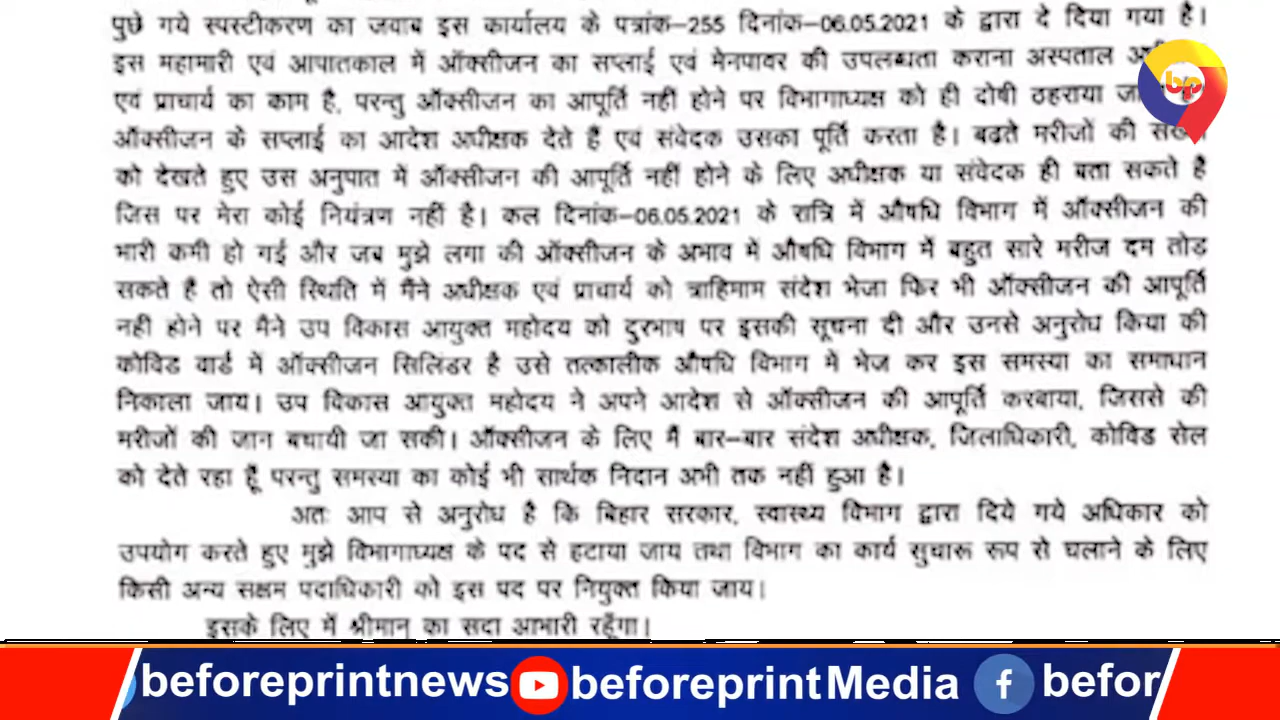 पुछे गये स्पस्टीकरण का जवाब इस कार्यालय के पत्रांक–255 दिनांक–06.05.2021 के द्वारा दे दिया गया है।
इस महामारी एवं आपातकाल में ऑक्सीजन का सप्लाई एवं मेनपावर की उपलब्धता कराना अस्पताल
bp
एवं प्राचार्य का काम है, परन्तु ऑक्सीजन का आपूर्ति नहीं होने पर विभागाध्यक्ष को ही दोषी ठहराया
ऑक्सीजन के सप्लाई का आदेश अधीक्षक देते हैं एवं संवेदक उसका पूर्ति करता है। बढते मरीजों की
को देखते हुए उस अनुपात में ऑक्सीजन की आपूर्ति नहीं होने के लिए अधीक्षक या संवेदक ही बता सकते है
जिस पर मेरा कोई नियंत्रण नहीं है। कल दिनांक–06.05.2021 के रात्रि में औषधि विभाग में ऑक्सीजन की
भारी कमी हो गई और जब मुझे लगा की ऑक्सीजन के अभाव में औषधि विभाग में बहुत सारे मरीज दम तोड़
सकते है तो ऐसी स्थिति में मैंने अधीक्षक एवं प्राचार्य को त्राहिमाम संदेश भेजा फिर भी ऑक्सीजन की आपूर्ति
नही होने पर मैने उप विकास आयुक्त महोदय को दुरभाष पर इसकी सूचना दी और उनसे अनुरोध किया की
कोविड वार्ड में ऑक्सीजन सिलिंडर है उसे तत्कालीक औषधि विभाग में भेज कर इस समस्या का समाधान
निकाला जाय। उप विकास आयुक्त महोदय ने अपने आदेश से ऑक्सीजन की आपूर्ति करबाया, जिससे की
मरीजों की जान बचायी जा सकी। ऑक्सीजन के लिए मै बार–बार संदेश अधीक्षक, जिलाधिकारी, कोविड सेल
को देते रहा हूँ परन्तु समस्या का कोई भी सार्थक निदान अभी तक नहीं हुआ है।
अतः आप से अनुरोध है कि बिहार सरकार, स्वास्थ्य विभाग द्वारा दिये गये अधिकार को
उपयोग करते हुए मुझे विभागाध्यक्ष के पद से हटाया जाय तथा विभाग का कार्य सुचारू रूप से चलाने के लिए
किसी अन्य सक्षम पदाधिकारी को इस पद पर नियुक्त किया जाय।
इसके लिए में श्रीमान् का सदा आभारी रहूँगा।
beforeprintnews beforeprintMedia befor